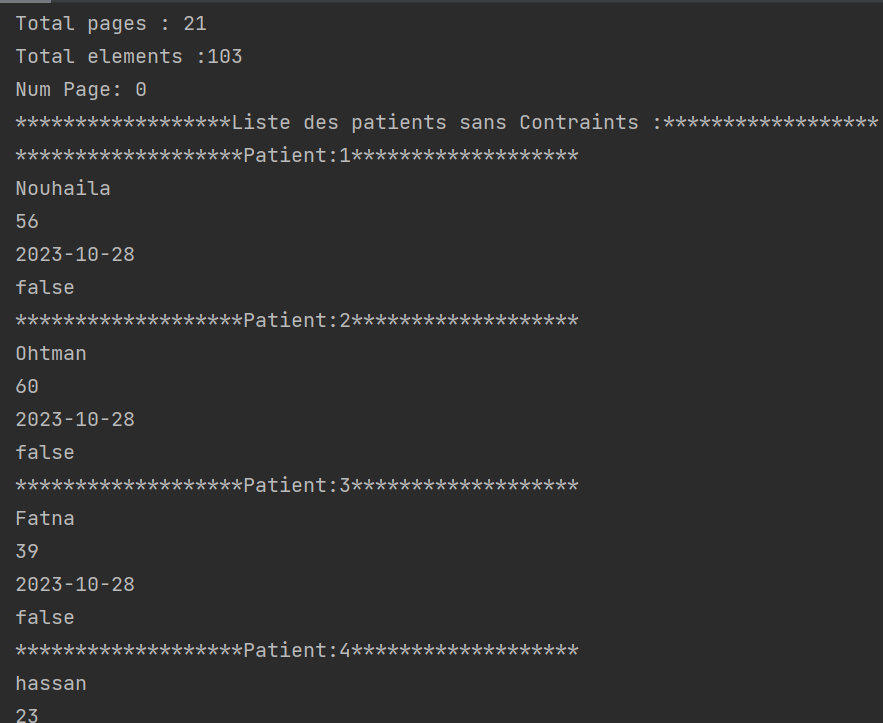 Total pages : 21
Total elements :103
Num Page: 0
******************Liste des patients sans Contraints :******************
*******************Patient:1*******************
Nouhaila
56
2023-10-28
false
*******************Patient:2*******************
Ohtman
60
2023-10-28
false
*******************Patient:3*******************
Fatna
39
2023-10-28
false
*******************Patient:4*******************
hassan
23